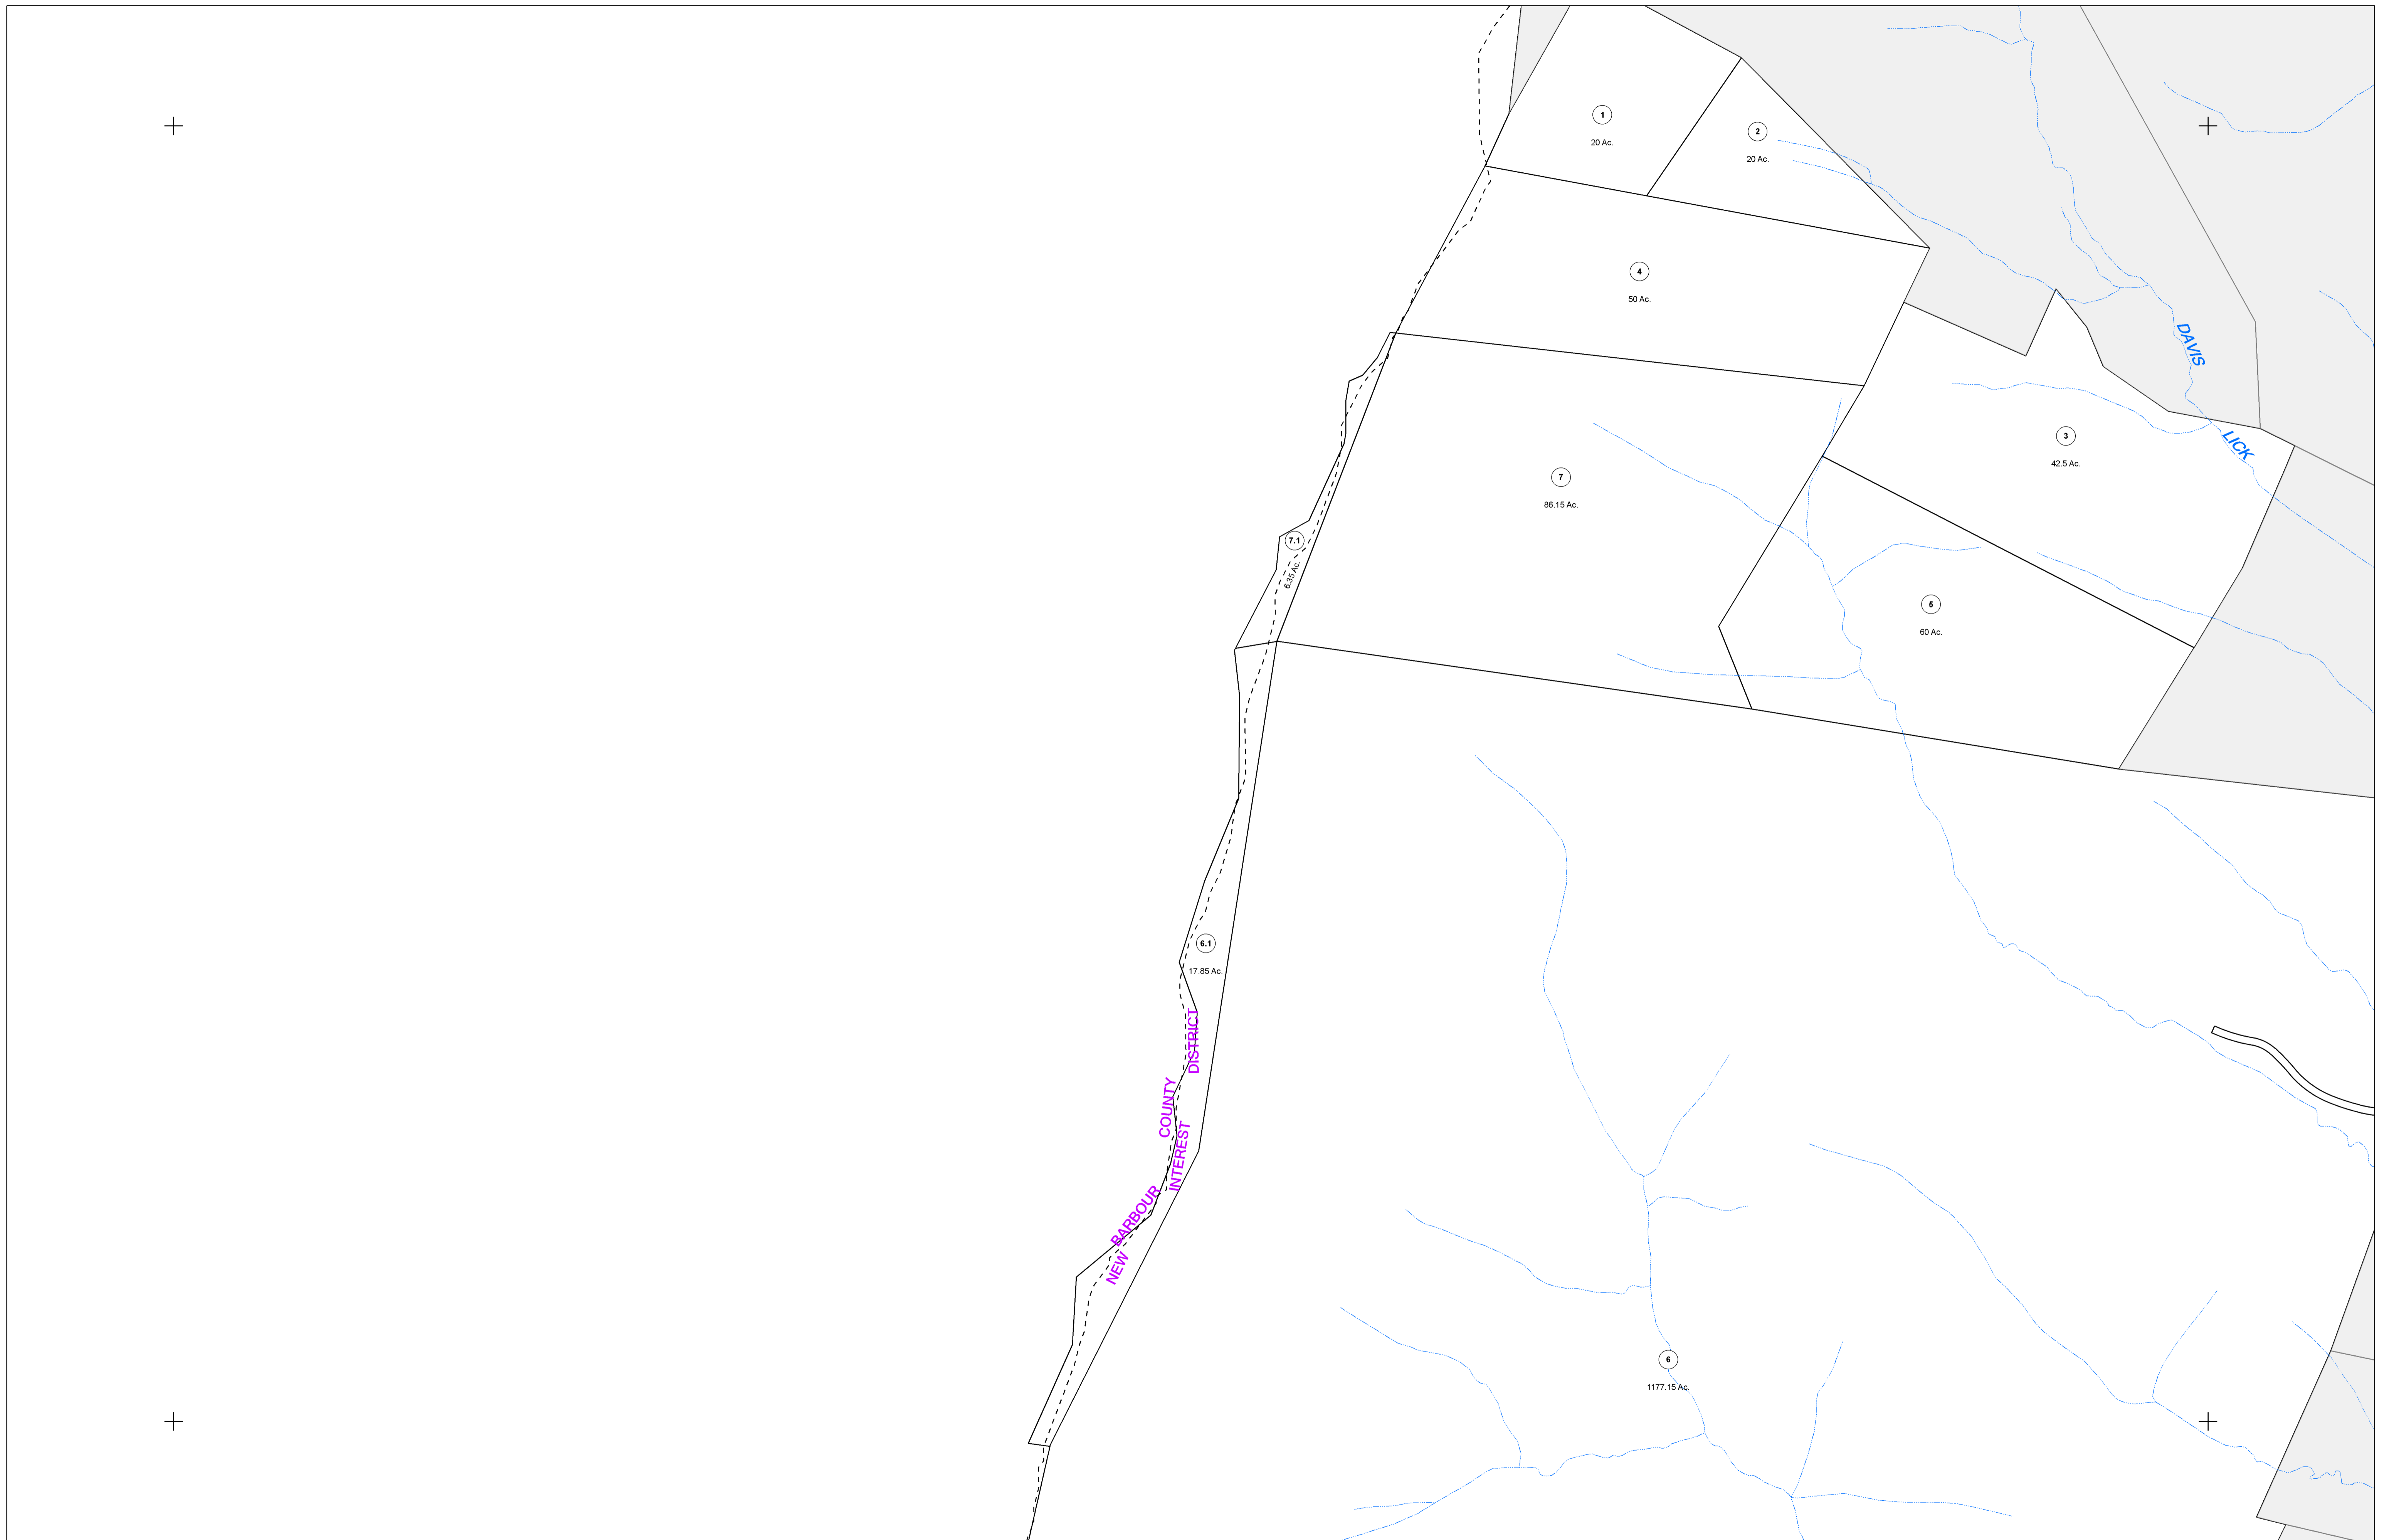 1
20 Ac.
2
20 Ac.
4
50 Ac.
DAVIS
LICK
3
42.5 Ac.
7
86.15 Ac.
7.1
6.35 Ac.
5
60 Ac.
6.1
17.85 Ac.
BARBOUR COUNTY
NEW INTEREST DISTRICT
6
1177.15 Ac.